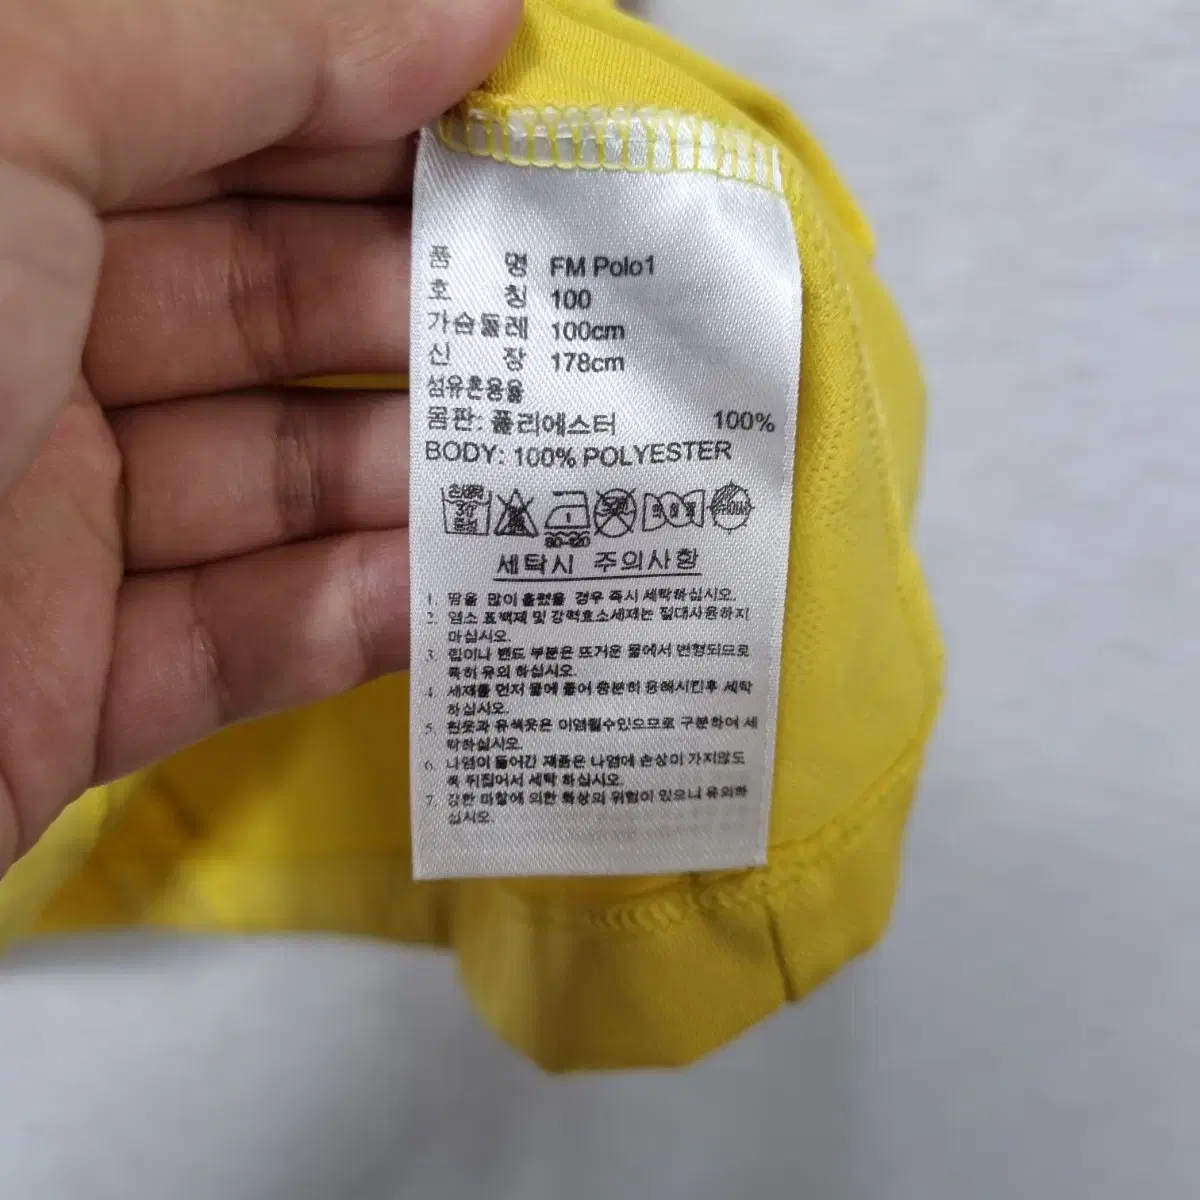 품 명 FM Polo1
호 칭 100
가슴둘레 100cm
신 장 178cm
섬유혼용율
몸판: 폴리에스터 100%
BODY: 100% POLYESTER
80-120
세탁시 주의사항
1. 땀을 많이 흘렸을 경우 즉시 세탁하십시오.
2. 염소 표백제 및 강력효소세제는 절대사용하지
마십시오.
3. 립이나 밴드 부분은 뜨거운 물에서 변형되므로
특히 유의 하십시오.
4. 세제를 먼저 물에 풀어 충분히 용해시킨후 세탁
하십시오.
5. 흰옷과 유색옷은 이염될수있으므로 구분하여 세
탁하십시오.
6. 나염이 들어간 제품은 나염에 손상이 가지않도
록 뒤집어서 세탁 하십시오.
7. 강한 마찰에 의한 화상의 위험이 있으니 유의하
십시오.